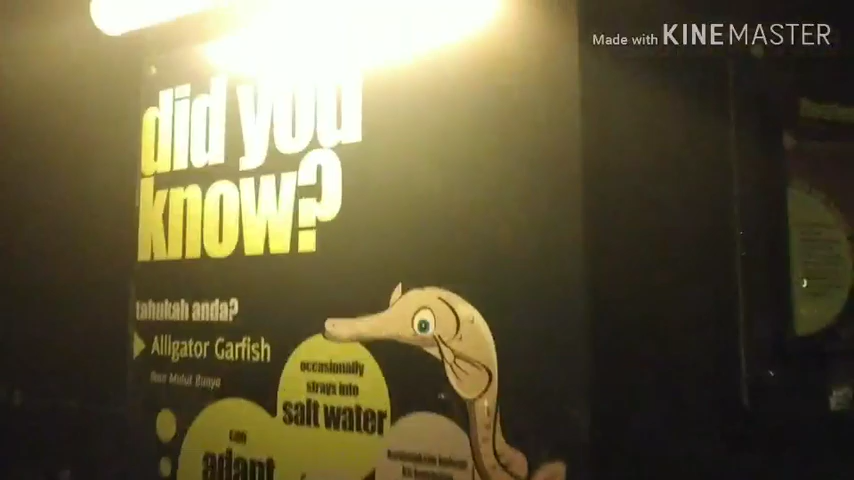 Made with KINEMASTER
did you
know?
tahukah anda?
Alligator Garfish
occasionally
strays into
salt water
can
adapt